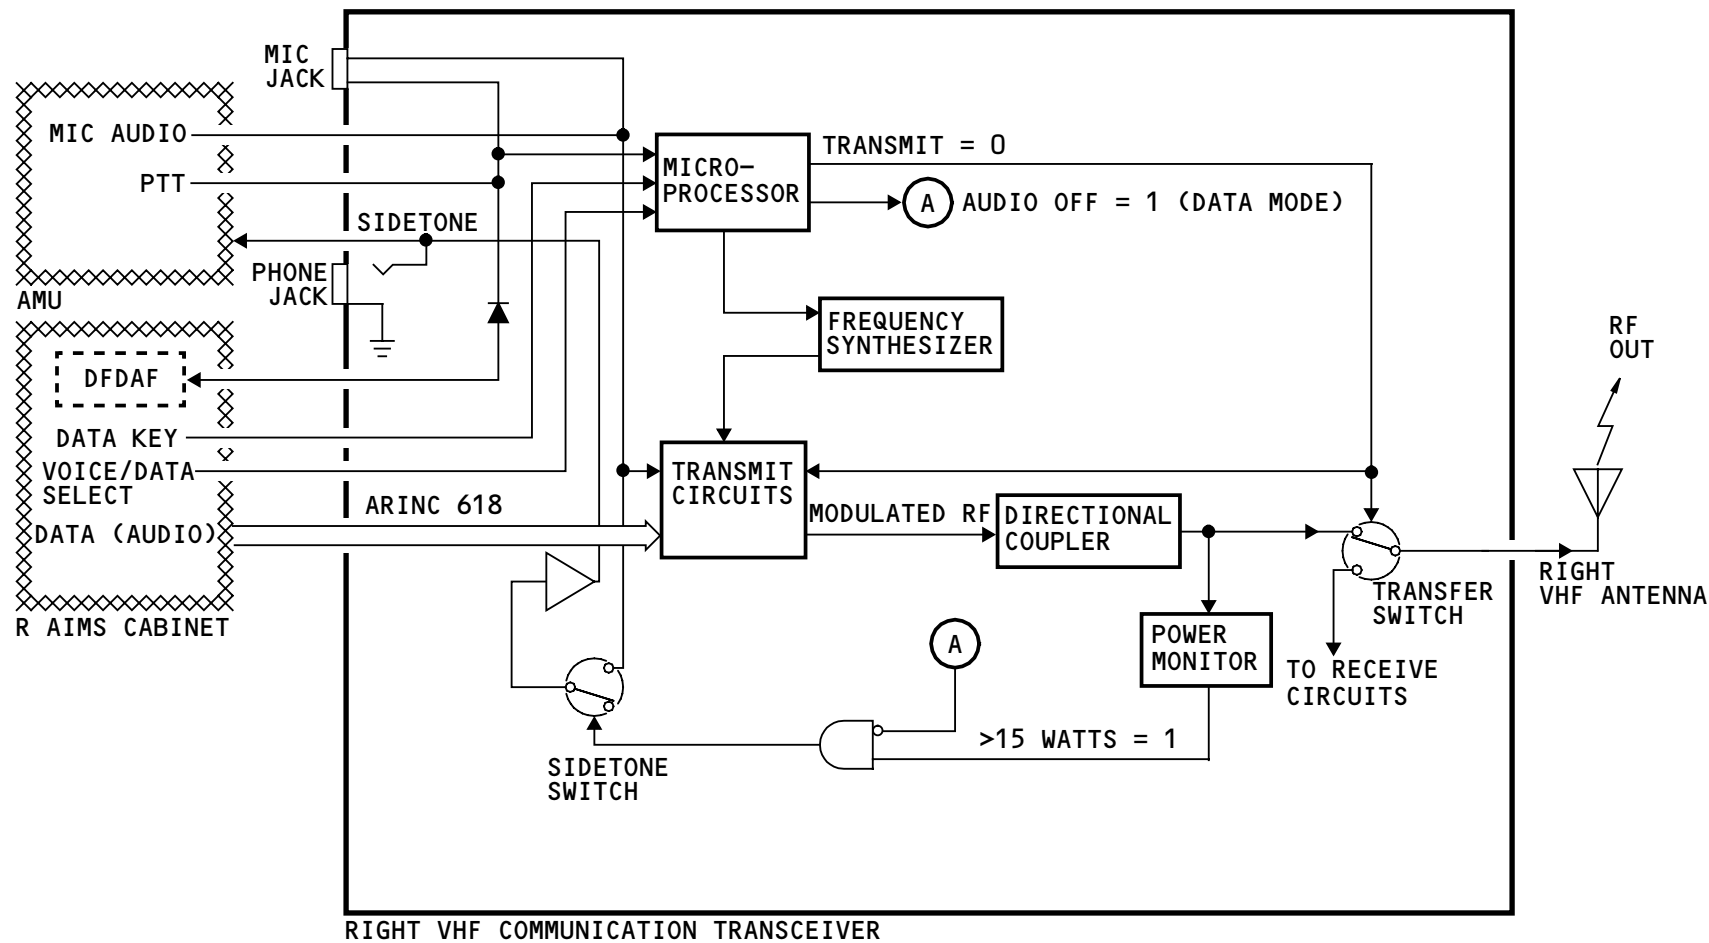 MIC
JACK
MIC AUDIO
PTT
SIDETONE
PHONE
JACK
AMU
DFDAF
DATA KEY
VOICE/DATA
SELECT
DATA (AUDIO)
R AIMS CABINET
ARINC 618
MICRO–
PROCESSOR
TRANSMIT = 0
A
AUDIO OFF = 1 (DATA MODE)
FREQUENCY
SYNTHESIZER
TRANSMIT
CIRCUITS
MODULATED RF
DIRECTIONAL
COUPLER
RF
OUT
RIGHT
VHF ANTENNA
TRANSFER
SWITCH
POWER
MONITOR
TO RECEIVE
CIRCUITS
A
>15 WATTS = 1
SIDETONE
SWITCH
RIGHT VHF COMMUNICATION TRANSCEIVER